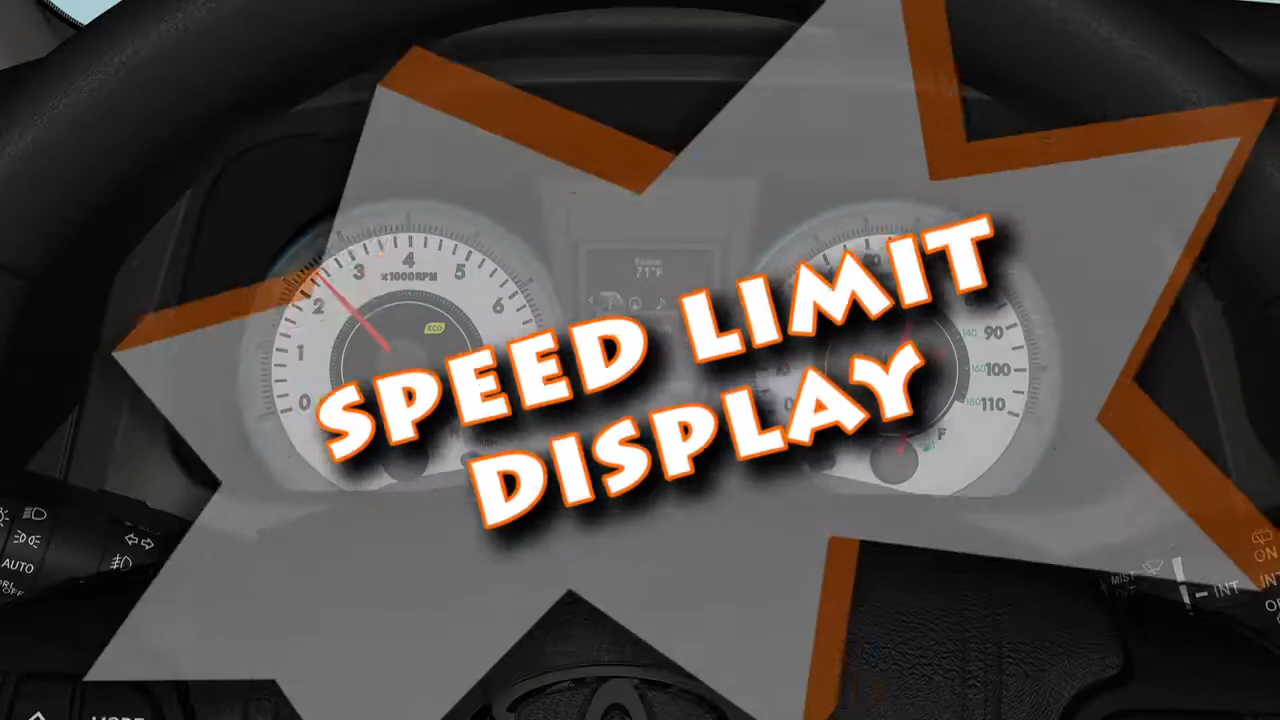 SPEED LIMIT
DISPLAY
4
3
5
x1000RPM
2
6
1
0
ECO
71°F
140
90
160
100
180
110
F
AUTO
MIST
OFF
INT
ON
MODE